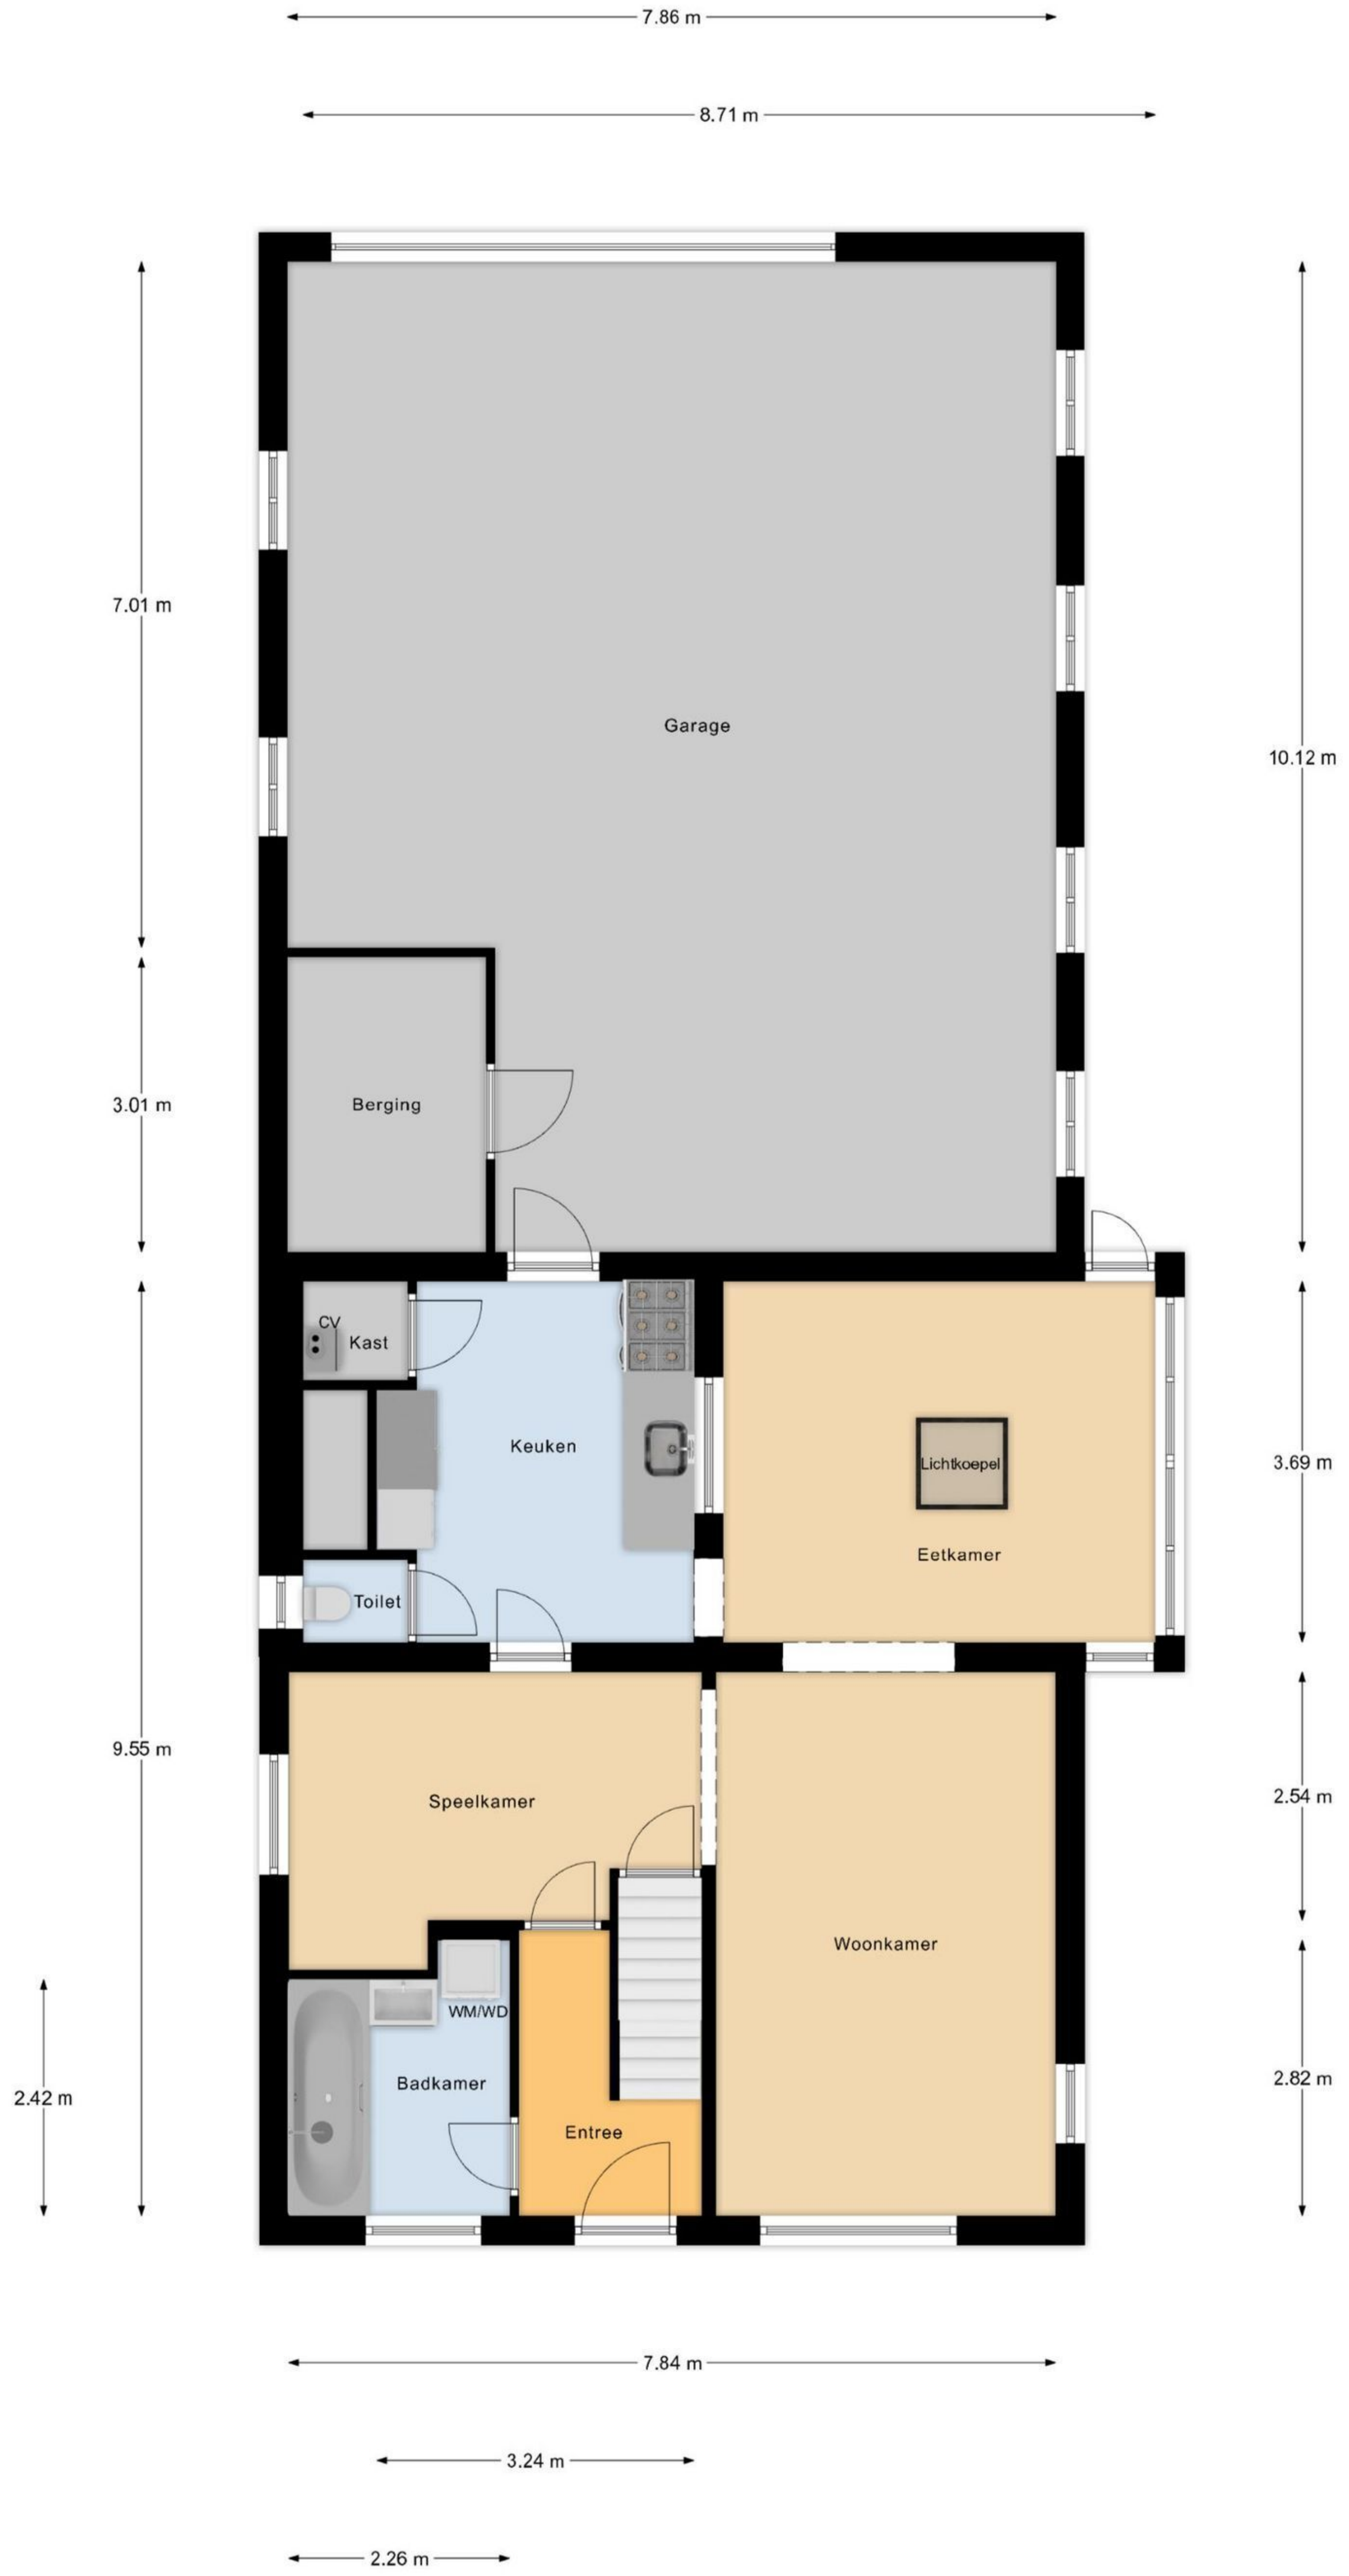 7.86 m
8.71 m
7.01 m
Garage
10.12 m
3.01 m
Berging
CV
Kast
Keuken
Lichtkoepel
3.69 m
Eetkamer
Toilet
9.55 m
2.54 m
Speelkamer
Woonkamer
WM/WD
2.82 m
Badkamer
2.42 m
Entree
7.84 m
3.24 m
2.26 m